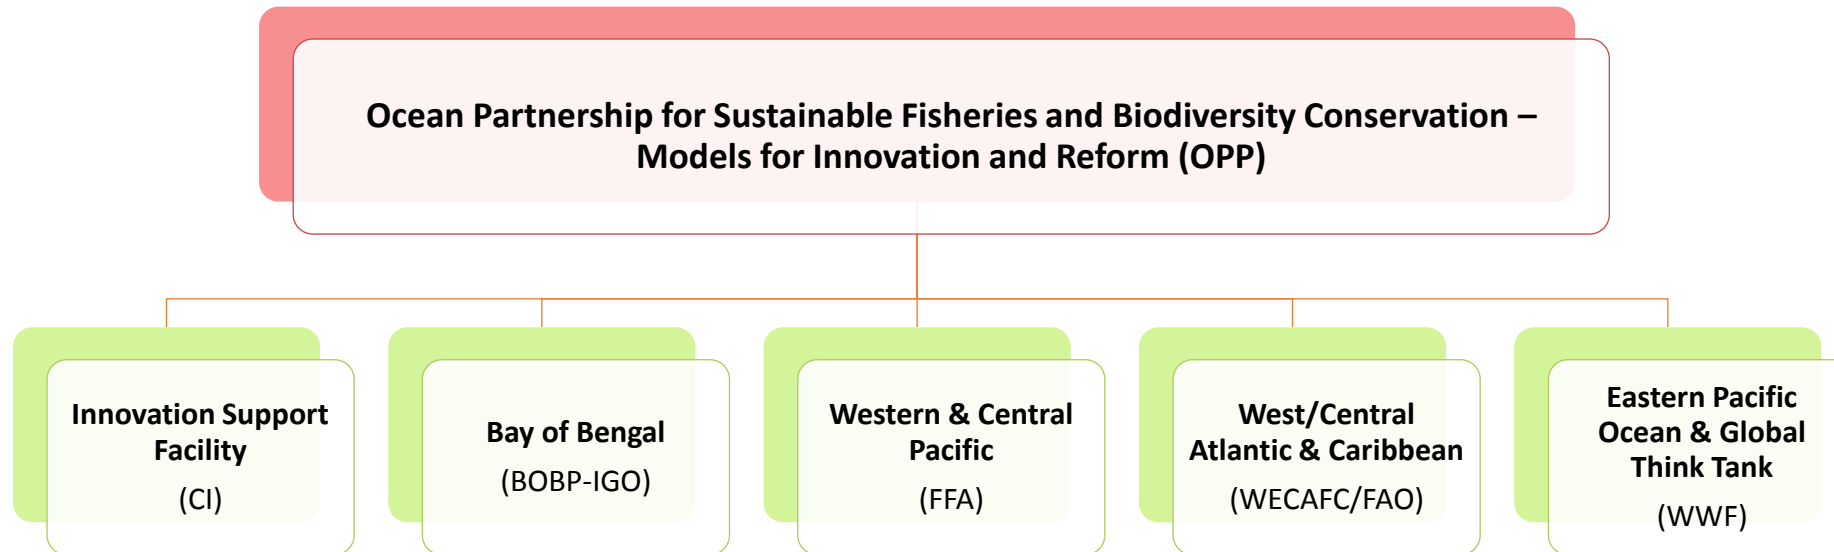 Ocean Partnership for Sustainable Fisheries and Biodiversity Conservation –
Models for Innovation and Reform (OPP)
Innovation Support
Facility
(CI)
Bay of Bengal
(BOBP-IGO)
Western & Central
Pacific
(FFA)
West/Central
Atlantic & Caribbean
(WECAFC/FAO)
Eastern Pacific
Ocean & Global
Think Tank
(WWF)